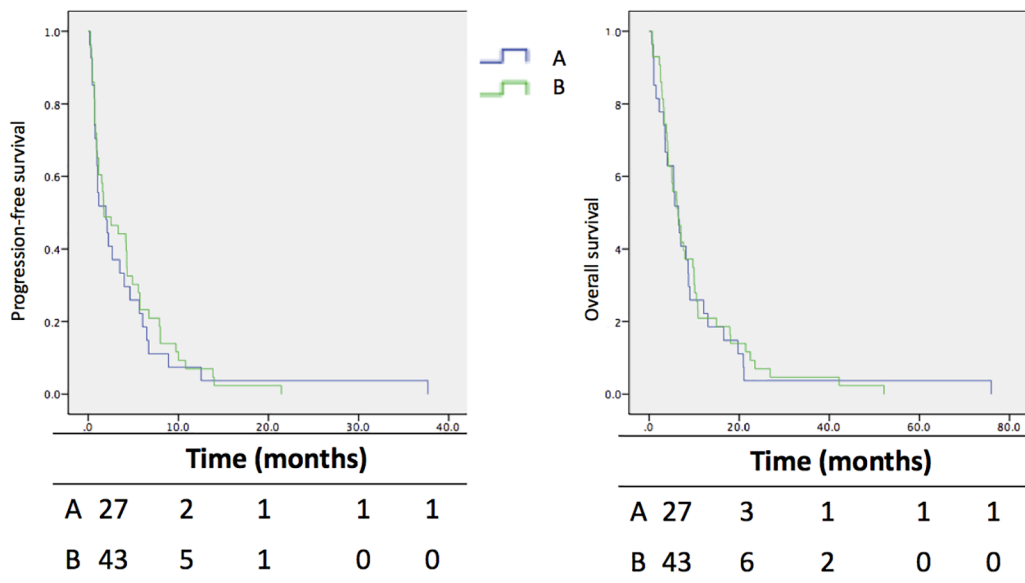 Progression-free survival
1.0
0.8
0.6
0.4
0.2
0.0
.0 10.0 20.0 30.0 40.0
Time (months)
A 27 2 1 1 1
B 43 5 1 0 0
A
B
Overall survival
1.0
8
6
4
2
0.0
.0 20.0 40.0 60.0 80.0
Time (months)
A 27 3 1 1 1
B 43 6 2 0 0